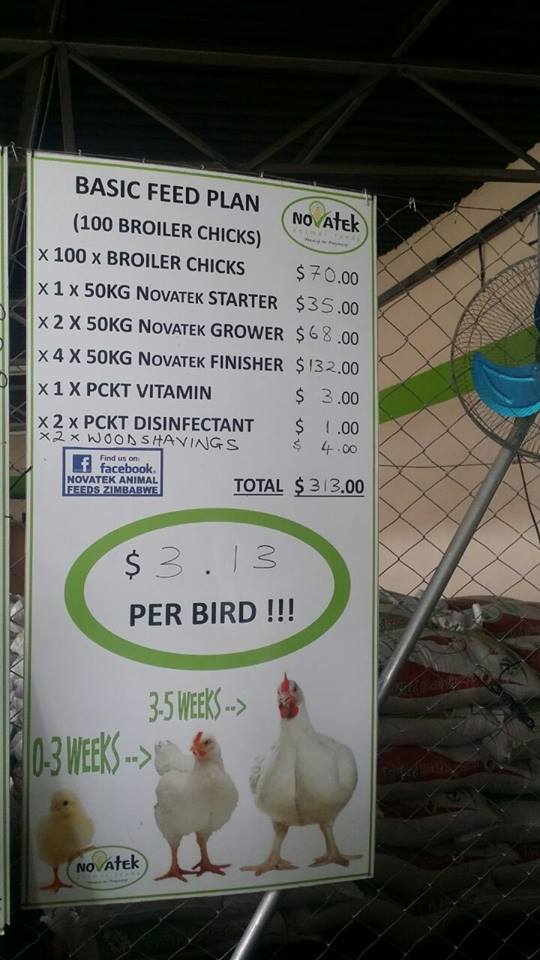 BASIC FEED PLAN
(100 BROILER CHICKS)
NOVAtek
x 100 x BROILER CHICKS $70.00
x 1 x 50KG NOVATEK STARTER $35.00
x 2 X 50KG NOVATEK GROWER $68.00
x 4 X 50KG NOVATEK FINISHER $132.00
x 1 X PCKT VITAMIN $ 3.00
x 2 x PCKT DISINFECTANT $ 1.00
x2x WOODSHAVINGS $ 4.00
f Find us on:
facebook.
NOVATEK ANIMAL
FEEDS ZIMBABWE
TOTAL $313.00
$3.13
PER BIRD !!!
3-5 WEEKS -->
0-3 WEEKS -->
NOVAtek